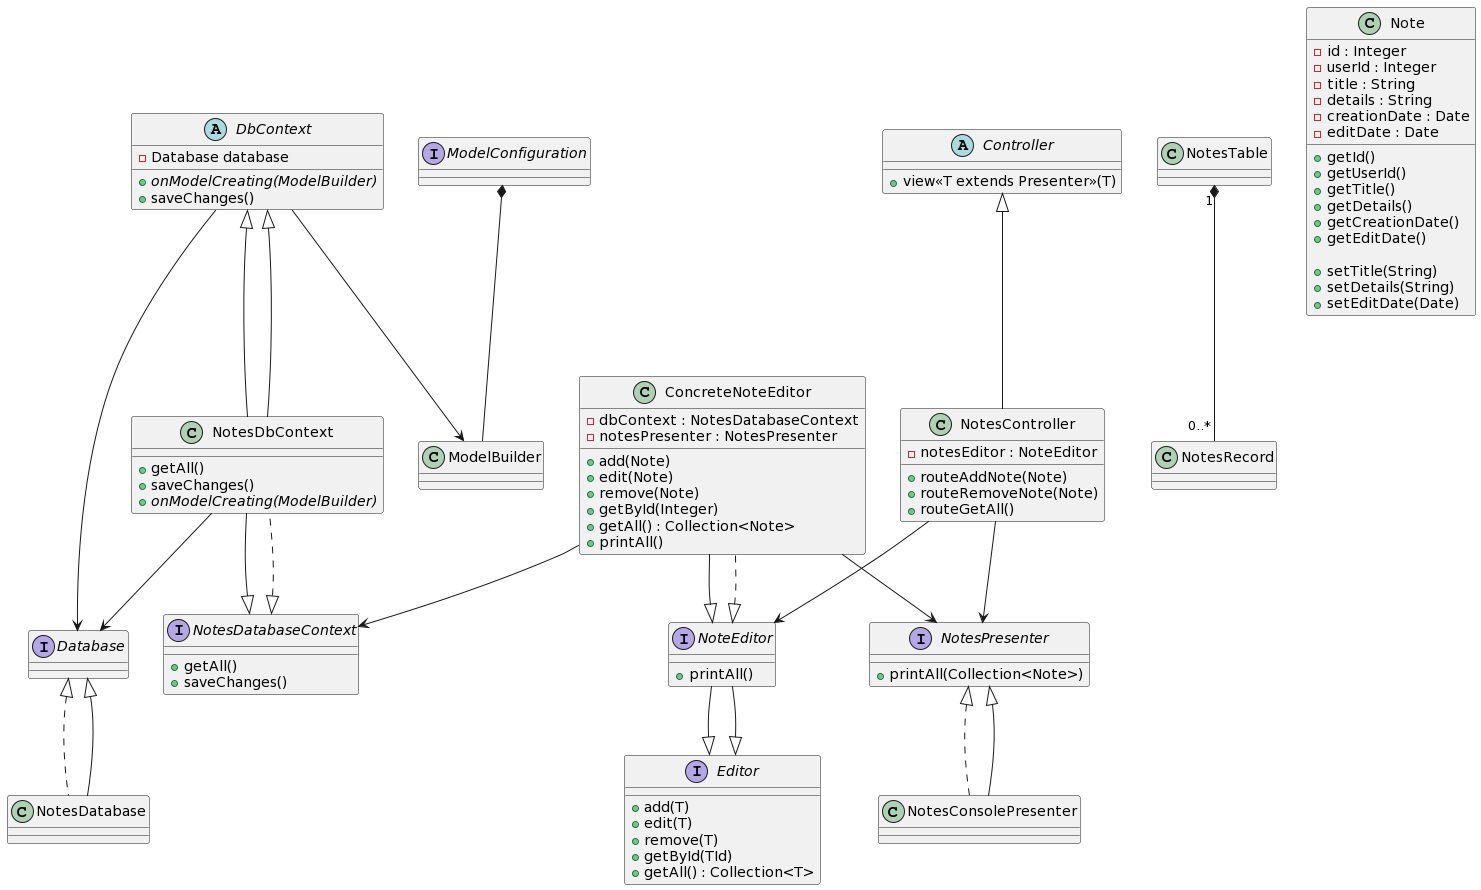 C Note
id : Integer
userId : Integer
title : String
details : String
creationDate : Date
editDate : Date
getId()
getUserId()
getTitle()
getDetails()
getCreationDate()
getEditDate()
setTitle(String)
setDetails(String)
setEditDate(Date)
A DbContext
Database database
onModelCreating(ModelBuilder)
saveChanges()
I ModelConfiguration
A Controller
view«T extends Presenter»(T)
C NotesTable
1
0..*
C NotesDbContext
getAll()
saveChanges()
onModelCreating(ModelBuilder)
C ModelBuilder
C ConcreteNoteEditor
dbContext : NotesDatabaseContext
notesPresenter : NotesPresenter
add(Note)
edit(Note)
remove(Note)
getById(Integer)
getAll() : Collection<Note>
printAll()
C NotesController
notesEditor : NoteEditor
routeAddNote(Note)
routeRemoveNote(Note)
routeGetAll()
C NotesRecord
I Database
I NotesDatabaseContext
getAll()
saveChanges()
I NoteEditor
printAll()
I NotesPresenter
printAll(Collection<Note>)
C NotesDatabase
I Editor
add(T)
edit(T)
remove(T)
getById(TId)
getAll() : Collection<T>
C NotesConsolePresenter